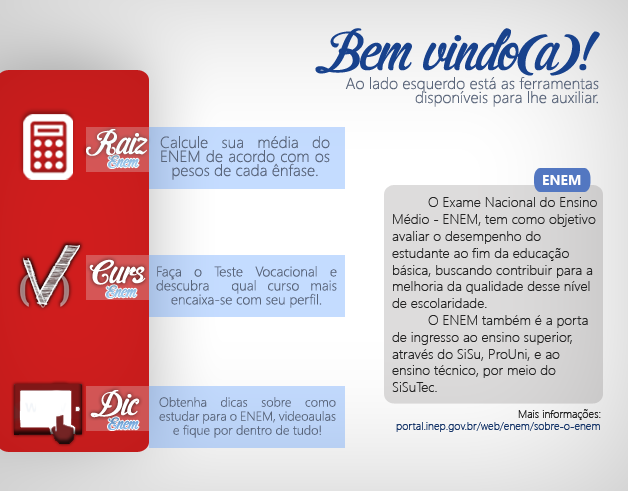 Bem vindo(a)!
Ao lado esquerdo está as ferramentas
disponíveis para lhe auxiliar.
Raiz
Enem
Calcule sua média do
ENEM de acordo com os
pesos de cada ênfase.
Curs
Enem
Faça o Teste Vocacional e
descubra qual curso mais
encaixa-se com seu perfil.
Dic
Enem
Obtenha dicas sobre como
estudar para o ENEM, videoaulas
e fique por dentro de tudo!
ENEM
O Exame Nacional do Ensino
Médio - ENEM, tem como objetivo
avaliar o desempenho do
estudante ao fim da educação
básica, buscando contribuir para a
melhoria da qualidade desse nível
de escolaridade.
O ENEM também é a porta
de ingresso ao ensino superior,
através do SiSu, ProUni, e ao
ensino técnico, por meio do
SiSuTec.
Mais informações:
portal.inep.gov.br/web/enem/sobre-o-enem